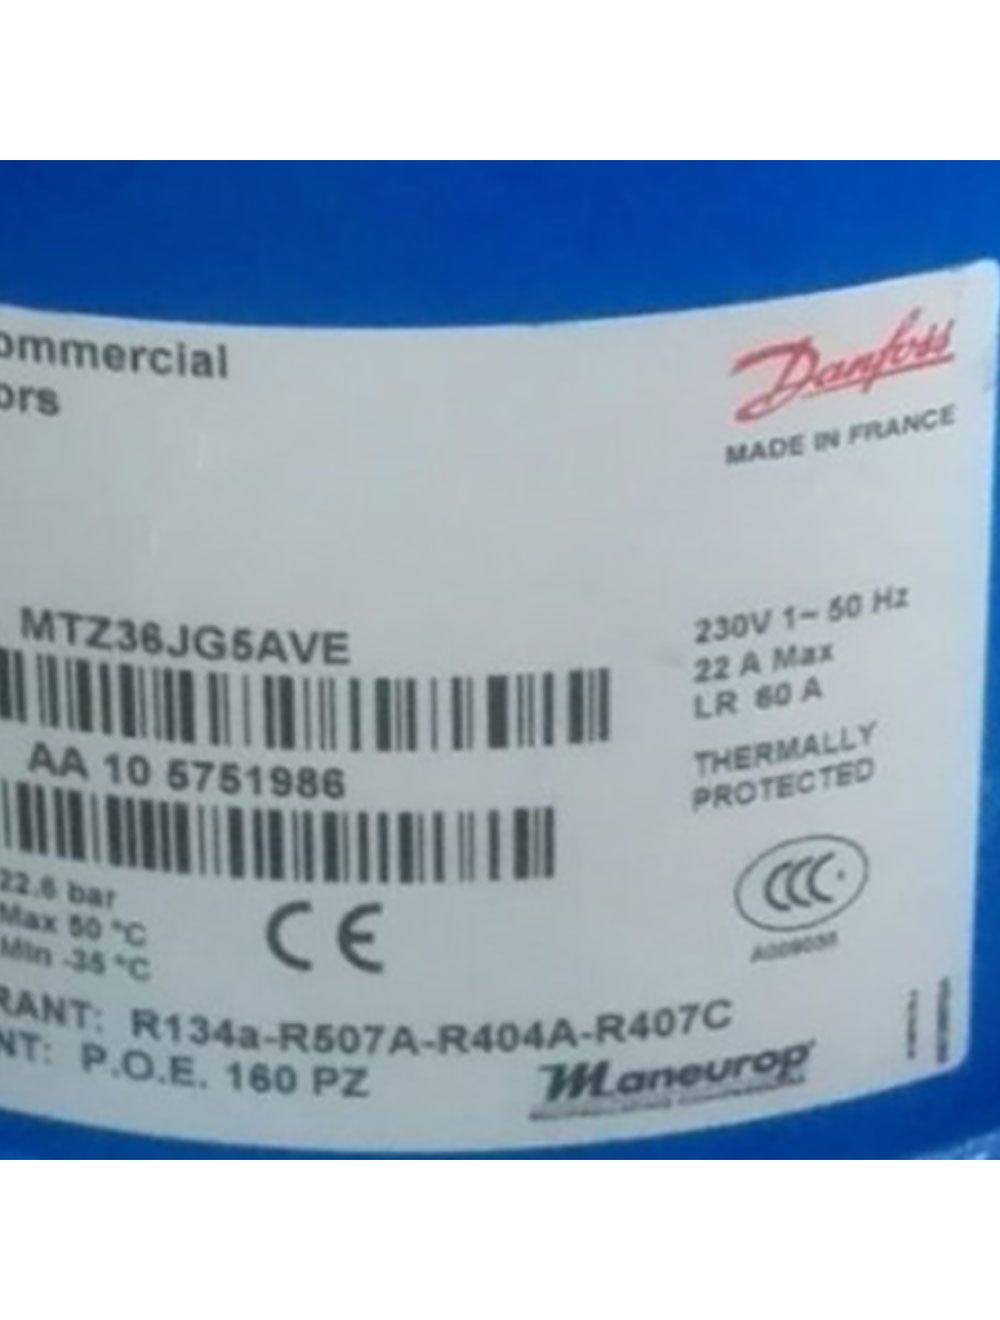 ommercial
ors
Danfoss
MADE IN FRANCE
MTZ36JG5AVE
AA 10 5751986
230V 1~ 50 Hz
22 A Max
LR 60 A
THERMALLY
PROTECTED
22.6 bar
Max 50 °C
Min -35 °C
CE
CCC
A009035
RANT: R134a-R507A-R404A-R407C
NT: P.O.E. 160 PZ
Maneurop